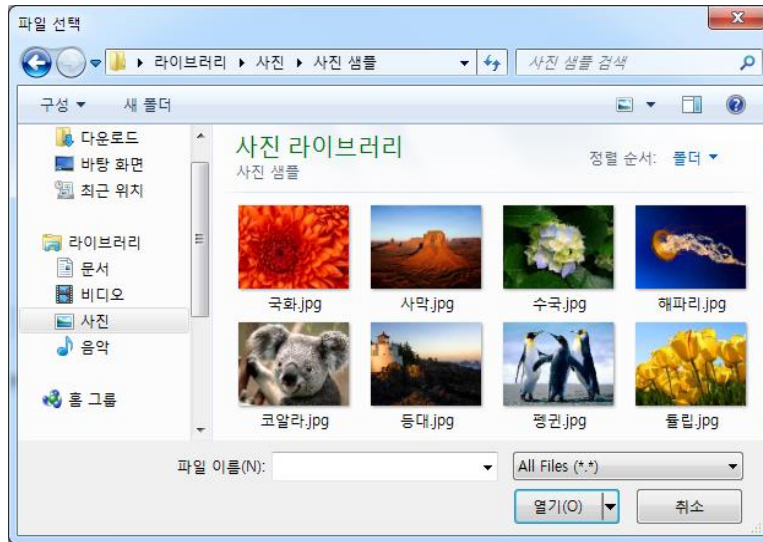 파일 선택
라이브러리 ▸ 사진 ▸ 사진 샘플
사진 샘플 검색
구성 ▼ 새 폴더
다운로드
바탕 화면
최근 위치
라이브러리
문서
비디오
사진
음악
홈 그룹
사진 라이브러리
사진 샘플
정렬 순서: 폴더 ▼
국화.jpg 사막.jpg 수국.jpg 해파리.jpg
코알라.jpg 등대.jpg 펭귄.jpg 튤립.jpg
파일 이름(N): All Files (*.*)
열기(O) 취소